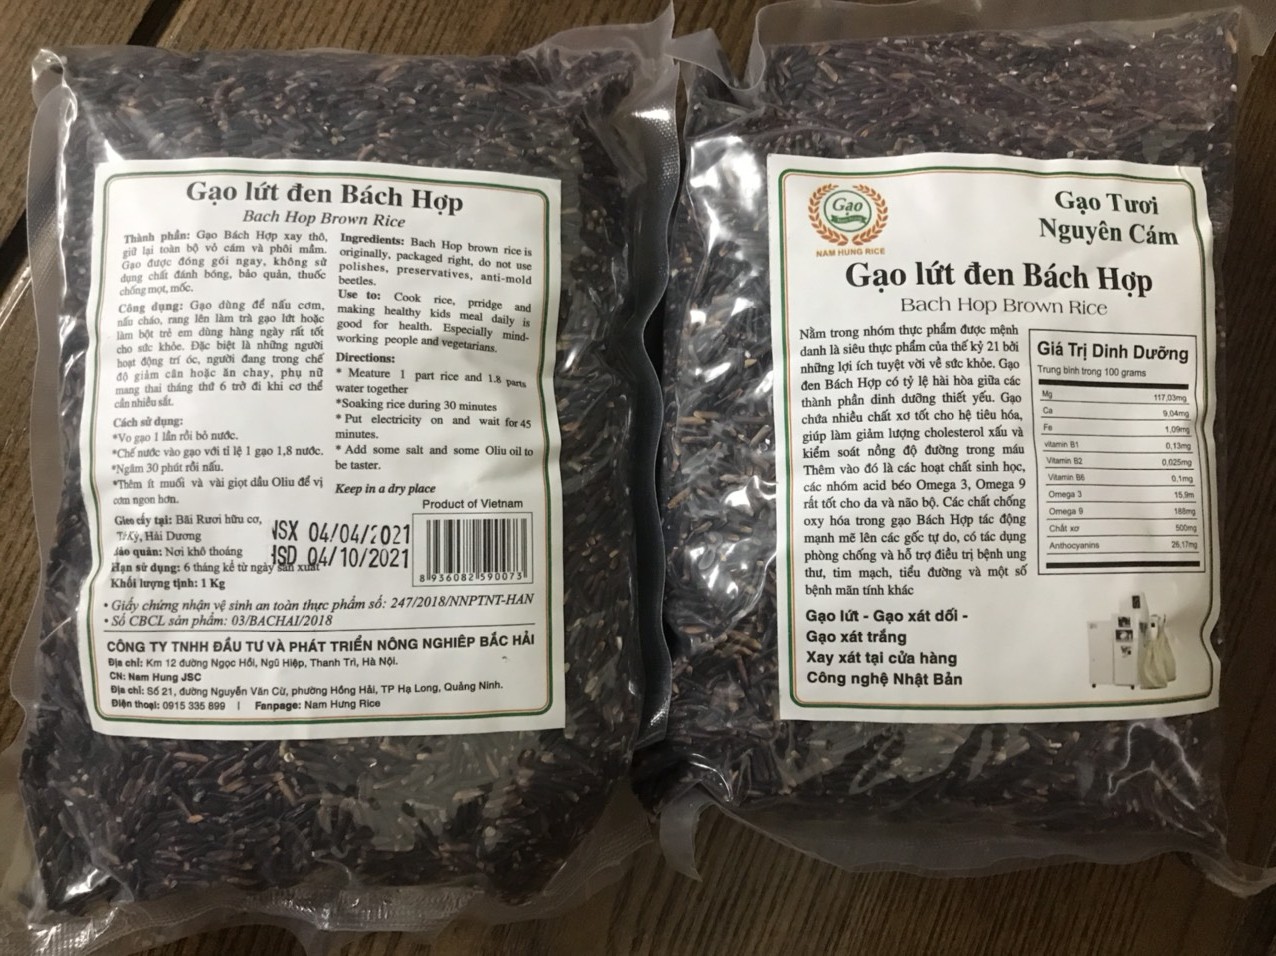 Gạo lứt đen Bách Hợp
Bach Hop Brown Rice
Thành phần: Gạo Bách Hợp xay thô,
giữ lại toàn bộ vỏ cám và phôi mầm.
Gạo được đóng gói ngay, không sử
dụng chất đánh bóng, bảo quản, thuốc
chống mọt, mốc.
Công dụng: Gạo dùng để nấu cơm,
nấu cháo, rang lên làm trà gạo lứt hoặc
làm bột trẻ em dùng hàng ngày rất tốt
cho sức khỏe. Đặc biệt là những người
hoạt động trí óc, người đang trong chế
độ giảm cân hoặc ăn chay, phụ nữ
mang thai tháng thứ 6 trở đi khi cơ thể
cần nhiều sắt.
Cách sử dụng:
*Vo gạo 1 lần rồi bỏ nước.
*Chế nước vào gạo với tỉ lệ 1 gạo 1,8 nước.
*Ngâm 30 phút rồi nấu.
*Thêm ít muối và vài giọt dầu Oliu để vị
cơm ngon hơn.
Ingredients: Bach Hop brown rice is
originally, packaged right, do not use
polishes, preservatives, anti-mold
beetles.
Use to: Cook rice, prridge and
making healthy kids meal daily is
good for health. Especially mind-
working people and vegetarians.
Directions:
* Meature 1 part rice and 1.8 parts
water together
*Soaking rice during 30 minutes
* Put electricity on and wait for 45
minutes.
* Add some salt and some Oliu oil to
be taster.
Keep in a dry place
Product of Vietnam
Gieo cấy tại: Bãi Rươi hữu cơ,
Tứ Kỳ, Hải Dương
Bảo quản: Nơi khô thoáng
Hạn sử dụng: 6 tháng kể từ ngày sản xuất
Khối lượng tịnh: 1 Kg
NSX 04/04/2021
HSD 04/10/2021
8 936082 590073
• Giấy chứng nhận vệ sinh an toàn thực phẩm số: 247/2018/NNPTNT-HAN
• Số CBCL sản phẩm: 03/BACHAI/2018
CÔNG TY TNHH ĐẦU TƯ VÀ PHÁT TRIỂN NÔNG NGHIỆP BẮC HẢI
Địa chỉ: Km 12 đường Ngọc Hồi, Ngũ Hiệp, Thanh Trì, Hà Nội.
CN: Nam Hung JSC
Địa chỉ: Số 21, đường Nguyễn Văn Cừ, phường Hồng Hải, TP Hạ Long, Quảng Ninh.
Điện thoại: 0915 335 899 | Fanpage: Nam Hưng Rice
Gạo
NAM HUNG RICE
Gạo Tươi
Nguyên Cám
Gạo lứt đen Bách Hợp
Bach Hop Brown Rice
Nằm trong nhóm thực phẩm được mệnh
danh là siêu thực phẩm của thế kỷ 21 bởi
những lợi ích tuyệt vời về sức khỏe. Gạo
đen Bách Hợp có tỷ lệ hài hòa giữa các
thành phần dinh dưỡng thiết yếu. Gạo
chứa nhiều chất xơ tốt cho hệ tiêu hóa,
giúp làm giảm lượng cholesterol xấu và
kiểm soát nồng độ đường trong máu
Thêm vào đó là các hoạt chất sinh học,
các nhóm acid béo Omega 3, Omega 9
rất tốt cho da và não bộ. Các chất chống
oxy hóa trong gạo Bách Hợp tác động
mạnh mẽ lên các gốc tự do, có tác dụng
phòng chống và hỗ trợ điều trị bệnh ung
thư, tim mạch, tiểu đường và một số
bệnh mãn tính khác
Giá Trị Dinh Dưỡng
Trung bình trong 100 grams
Mg 117,03mg
Ca 9,04mg
Fe 1,09mg
vitamin B1 0,13mg
Vitamin B2 0,025mg
Vitamin B6 0,1mg
Omega 3 15,9m
Omega 9 188mg
Chất xơ 500mg
Anthocyanins 26,17mg
Gạo lứt - Gạo xát dối -
Gạo xát trắng
Xay xát tại cửa hàng
Công nghệ Nhật Bản